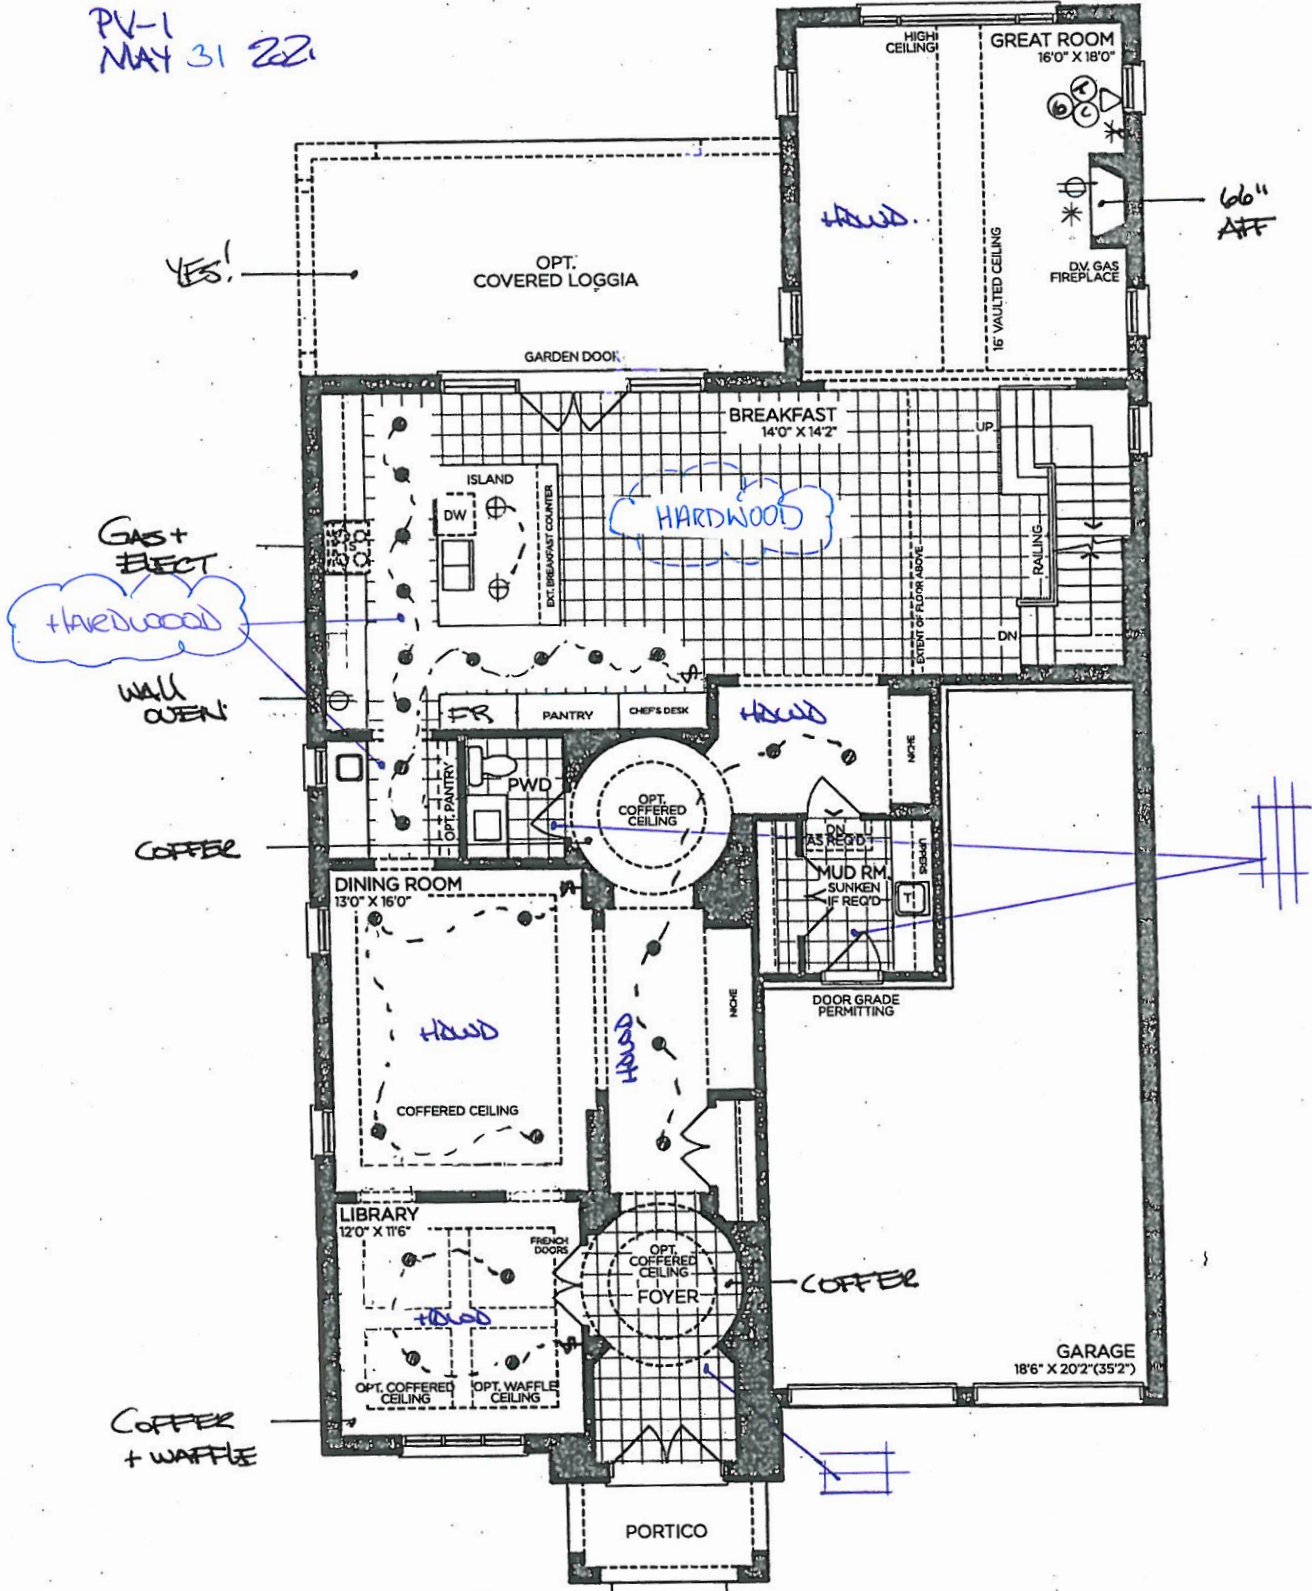 PV-1
MAY 31 2021
HIGH
CEILING
GREAT ROOM
16'0" X 18'0"
HDWD.
66"
AFF
D.V. GAS
FIREPLACE
16' VAULTED CEILING
YES!
OPT.
COVERED LOGGIA
GARDEN DOOR
BREAKFAST
14'0" X 14'2"
UP
ISLAND
DW
EXT. BREAKFAST COUNTER
HARDWOOD
GAS +
ELECT
S
HARDWOOD
RAILING
EXTENT OF FLOOR ABOVE
DN
WALL
OVEN
FR
PANTRY
CHEF'S DESK
HDWD
NICHE
OPT. PANTRY
PWD
OPT.
COFFERED
CEILING
COFFER
DN
AS REQ'D
UPPERS
MUD RM.
SUNKEN
IF REQ'D
T
DOOR GRADE
PERMITTING
DINING ROOM
13'0" X 16'0"
HDWD
HDWD
NICHE
COFFERED CEILING
LIBRARY
12'0" X 11'6"
FRENCH
DOORS
HDWD
OPT. COFFERED
CEILING
OPT. WAFFLE
CEILING
OPT.
COFFERED
CEILING
FOYER
COFFER
COFFER
+ WAFFLE
GARAGE
18'6" X 20'2"(35'2")
PORTICO